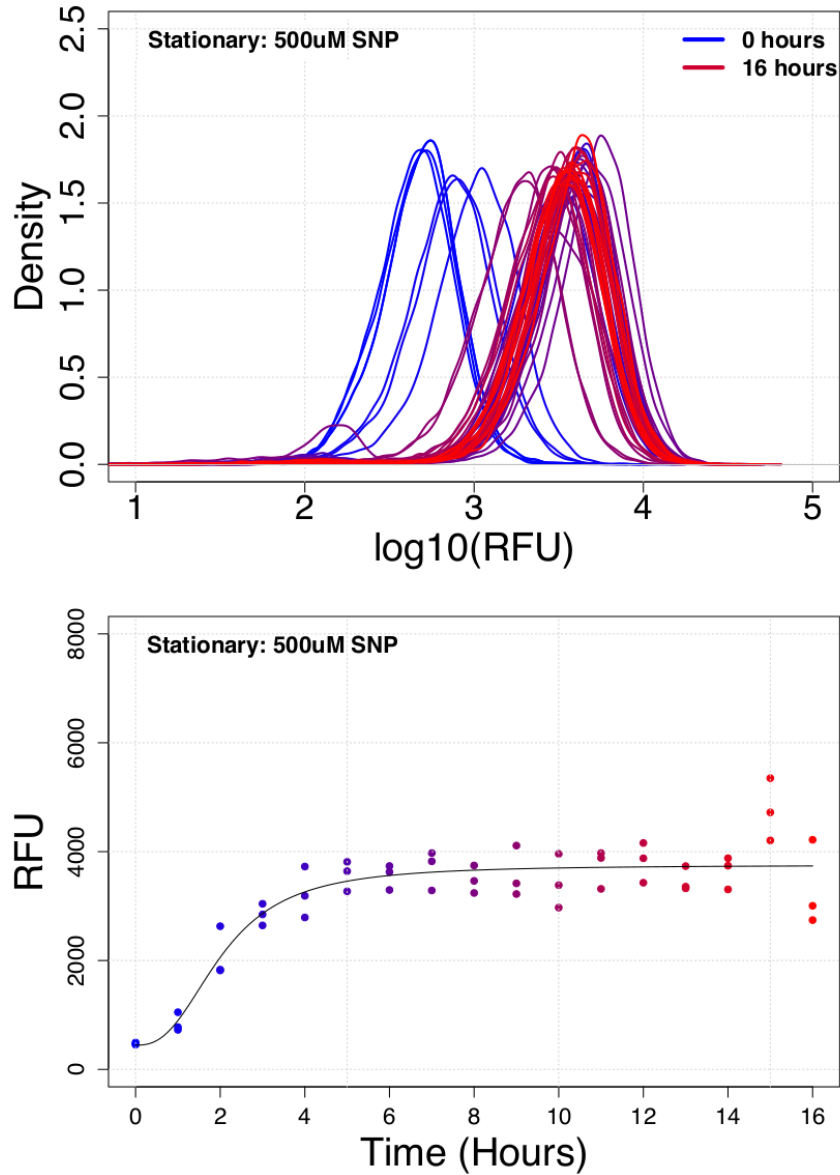 Stationary: 500uM SNP
0 hours
16 hours
Density
2.5
2.0
1.5
1.0
0.5
0.0
1 2 3 4 5
log10(RFU)
Stationary: 500uM SNP
RFU
8000
6000
4000
2000
0
0 2 4 6 8 10 12 14 16
Time (Hours)